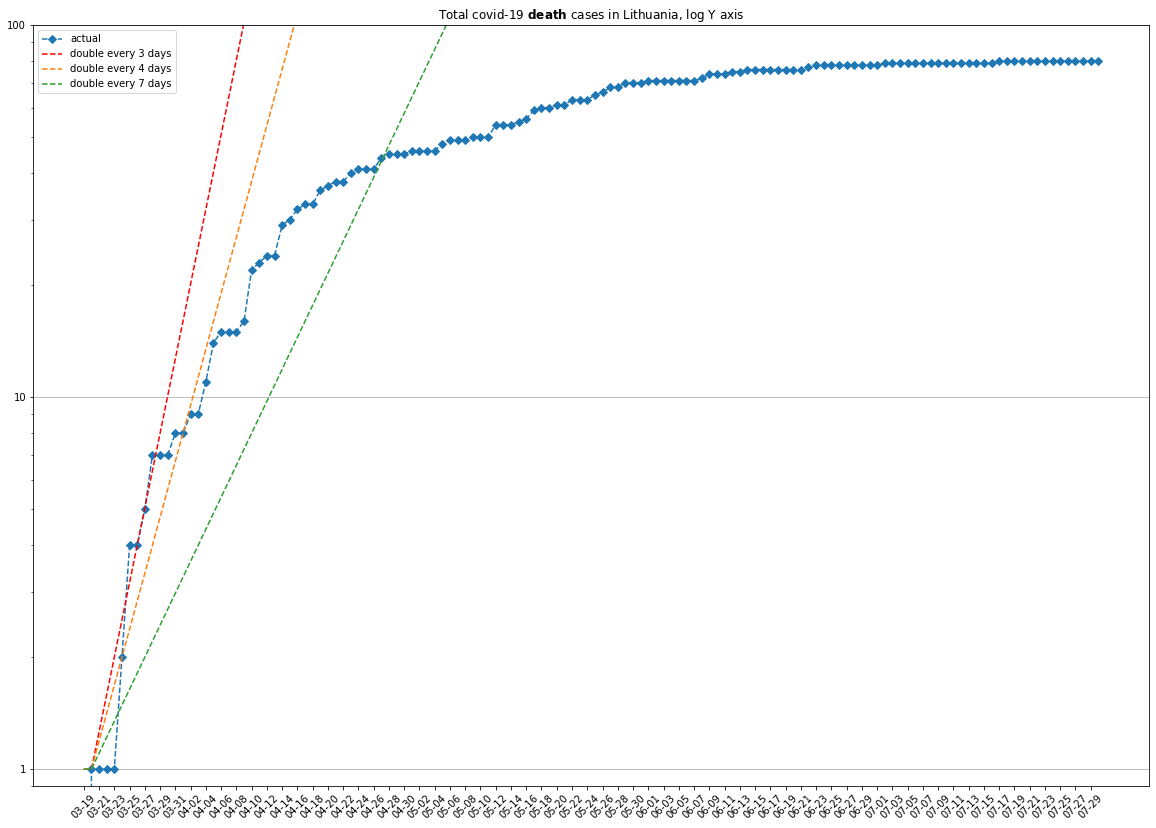 Total covid-19 death cases in Lithuania, log Y axis
100
actual
double every 3 days
double every 4 days
double every 7 days
10
1
03-19 03-21 03-23 03-25 03-27 03-29 03-31 04-02 04-04 04-06 04-08 04-10 04-12 04-14 04-16 04-18 04-20 04-22 04-24 04-26 04-28 04-30 05-02 05-04 05-06 05-08 05-10 05-12 05-14 05-16 05-18 05-20 05-22 05-24 05-26 05-28 05-30 06-01 06-03 06-05 06-07 06-09 06-11 06-13 06-15 06-17 06-19 06-21 06-23 06-25 06-27 06-29 07-01 07-03 07-05 07-07 07-09 07-11 07-13 07-15 07-17 07-19 07-21 07-23 07-25 07-27 07-29